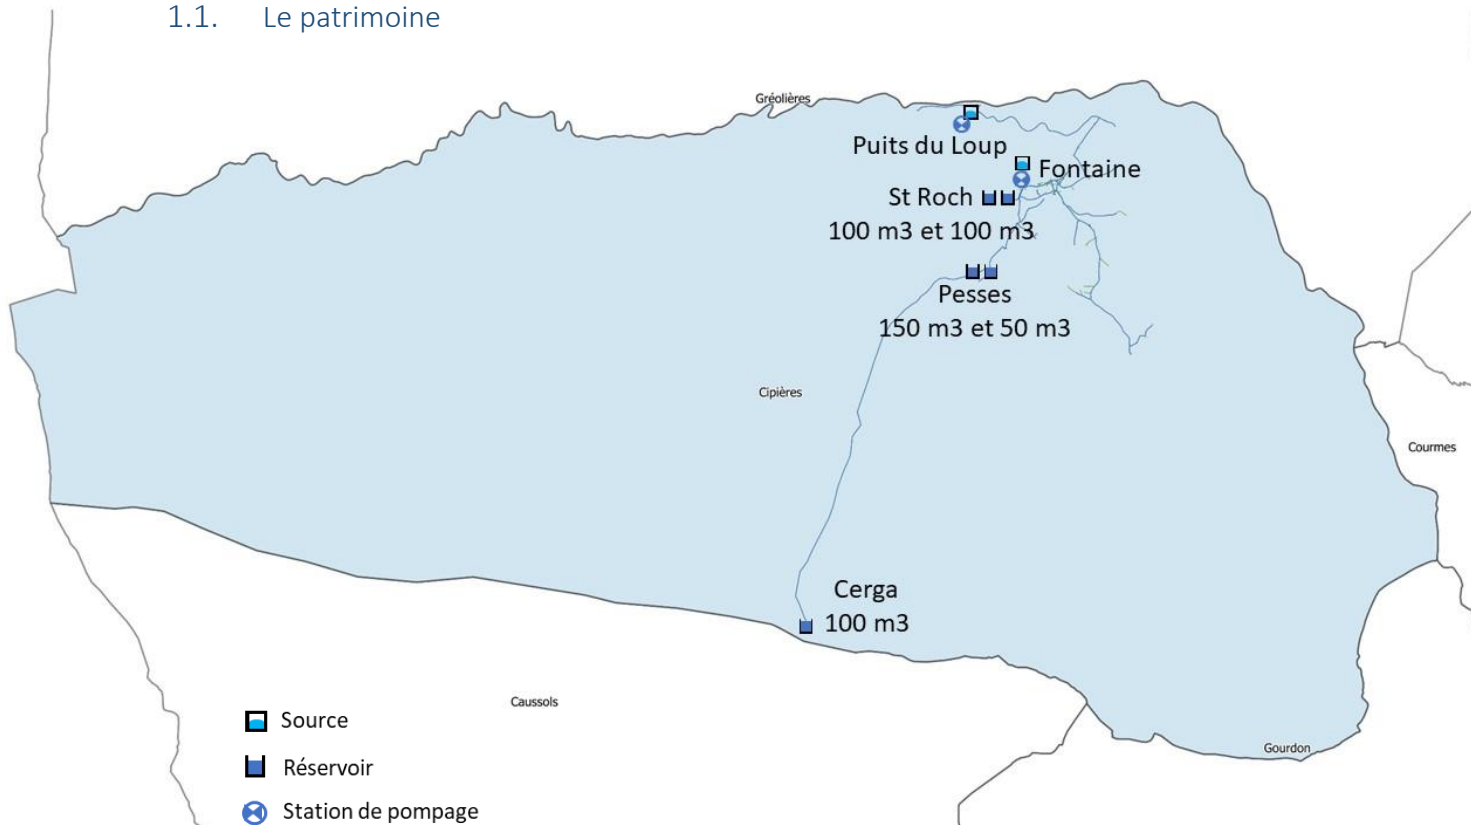 1.1. Le patrimoine
Gréolières
Puits du Loup
Fontaine
St Roch
100 m3 et 100 m3
Pesses
150 m3 et 50 m3
Cipières
Courmes
Cerga
100 m3
Caussols
Gourdon
Source
Réservoir
Station de pompage